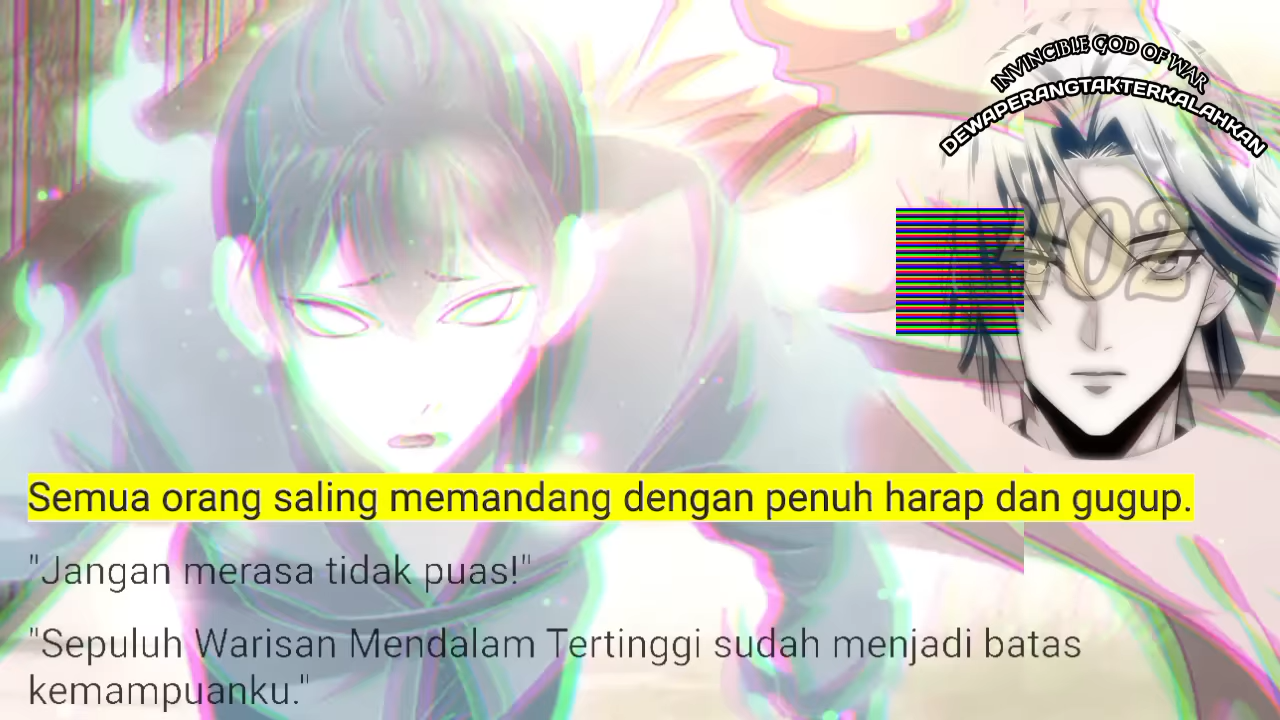 INVINCIBLE GOD OF WAR
DEWAPERANGTAKTERKALAHKAN
402
Semua orang saling memandang dengan penuh harap dan gugup.
"Jangan merasa tidak puas!"
"Sepuluh Warisan Mendalam Tertinggi sudah menjadi batas
kemampuanku."